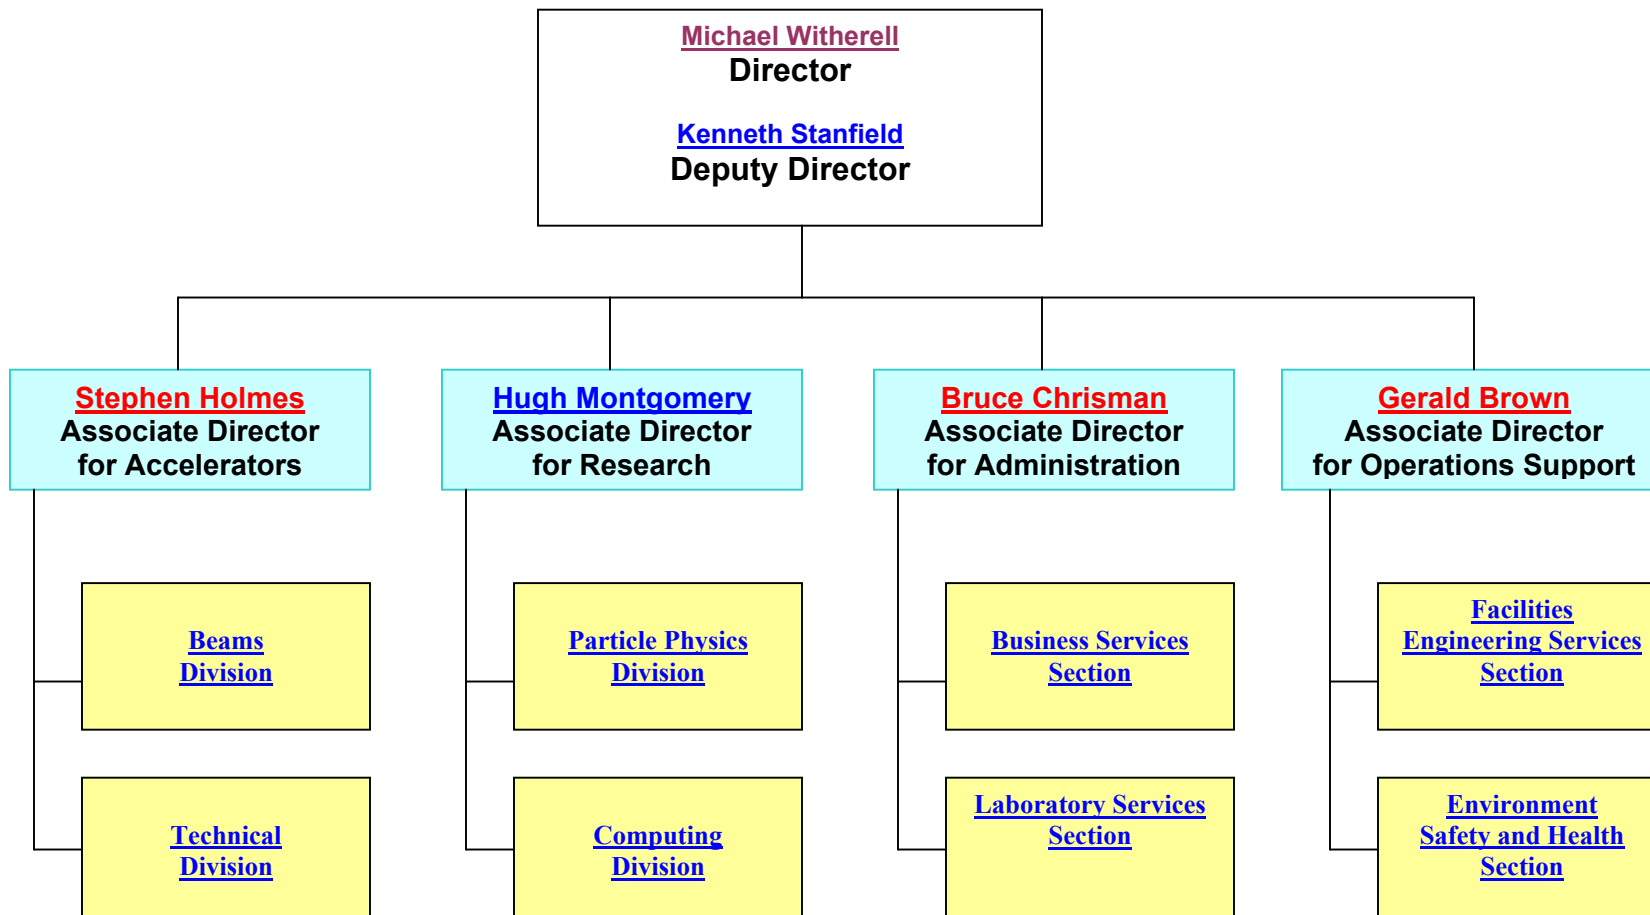 Michael Witherell
Director
Kenneth Stanfield
Deputy Director
Stephen Holmes
Associate Director
for Accelerators
Hugh Montgomery
Associate Director
for Research
Bruce Chrisman
Associate Director
for Administration
Gerald Brown
Associate Director
for Operations Support
Beams
Division
Particle Physics
Division
Business Services
Section
Facilities
Engineering Services
Section
Technical
Division
Computing
Division
Laboratory Services
Section
Environment
Safety and Health
Section